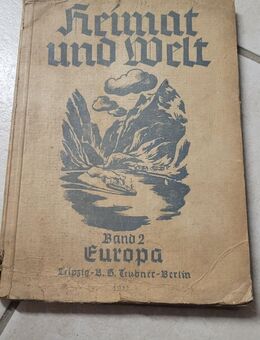 Heimat
und Welt
Band 2
Europa
Leipzig-B. G. Teubner-Berlin